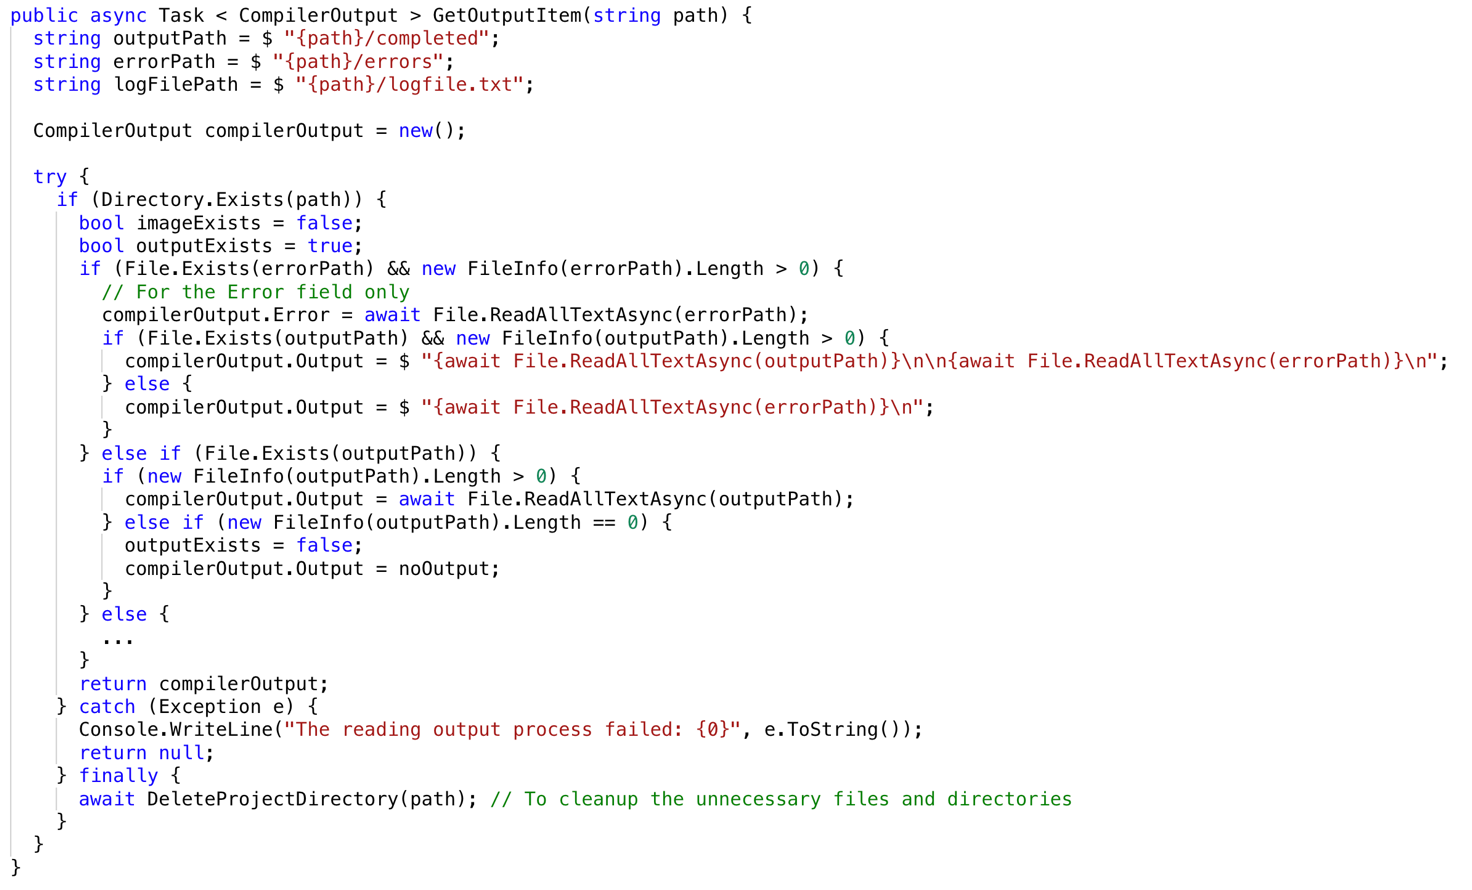 public async Task < CompilerOutput > GetOutputItem(string path) {
  string outputPath = $ "{path}/completed";
  string errorPath = $ "{path}/errors";
  string logFilePath = $ "{path}/logfile.txt";

  CompilerOutput compilerOutput = new();

  try {
    if (Directory.Exists(path)) {
      bool imageExists = false;
      bool outputExists = true;
      if (File.Exists(errorPath) && new FileInfo(errorPath).Length > 0) {
        // For the Error field only
        compilerOutput.Error = await File.ReadAllTextAsync(errorPath);
        if (File.Exists(outputPath) && new FileInfo(outputPath).Length > 0) {
          compilerOutput.Output = $ "{await File.ReadAllTextAsync(outputPath)}\n\n{await File.ReadAllTextAsync(errorPath)}\n";
        } else {
          compilerOutput.Output = $ "{await File.ReadAllTextAsync(errorPath)}\n";
        }
      } else if (File.Exists(outputPath)) {
        if (new FileInfo(outputPath).Length > 0) {
          compilerOutput.Output = await File.ReadAllTextAsync(outputPath);
        } else if (new FileInfo(outputPath).Length == 0) {
          outputExists = false;
          compilerOutput.Output = noOutput;
        }
      } else {
        ...
      }
      return compilerOutput;
    } catch (Exception e) {
      Console.WriteLine("The reading output process failed: {0}", e.ToString());
      return null;
    } finally {
      await DeleteProjectDirectory(path); // To cleanup the unnecessary files and directories
    }
  }
}